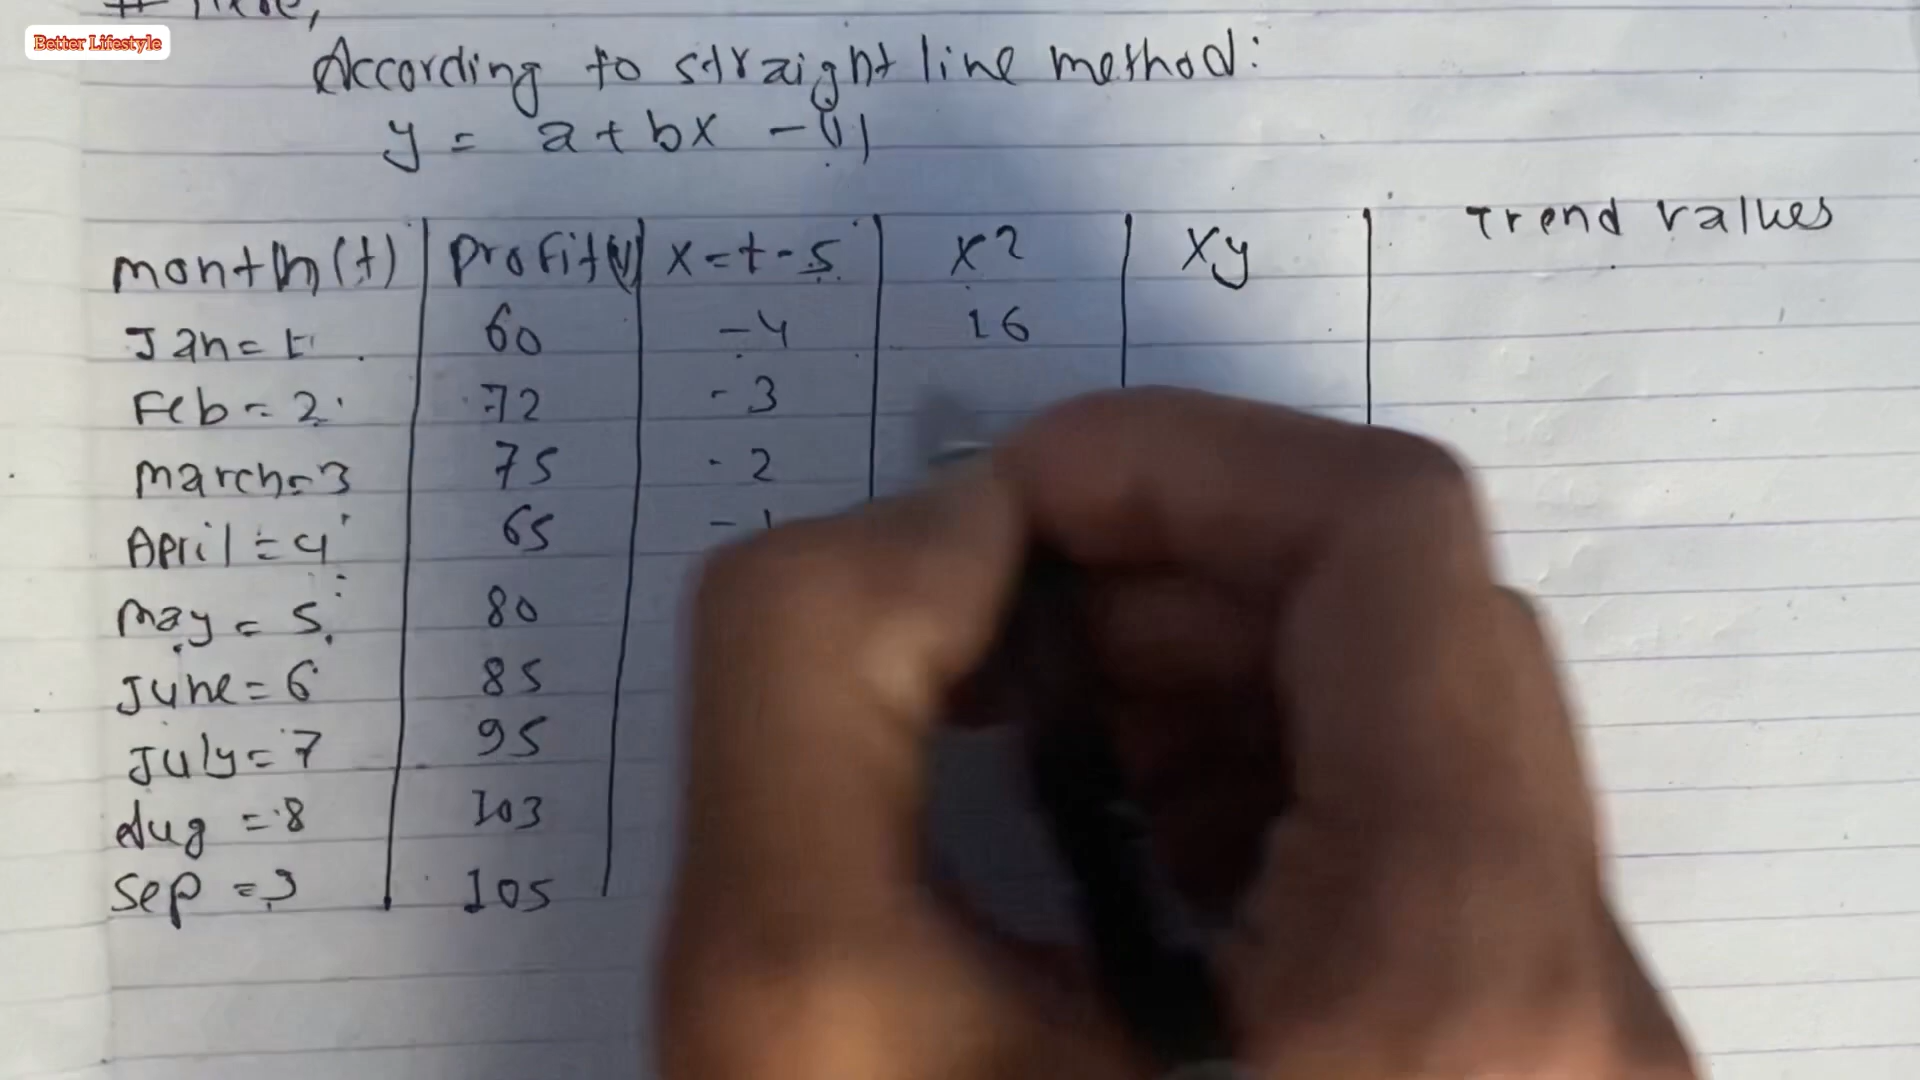 Better Lifestyle
According to straight line method:
y = a + bx - (1)
month(t) profit(y) x=t-5 x2 xy Trend values
Jan = 1 60 -4 16
Feb = 2 72 -3
March=3 75 -2
April = 4 65 -1
may = 5 80
June = 6 85
July = 7 95
Aug = 8 103
Sep = 9 105